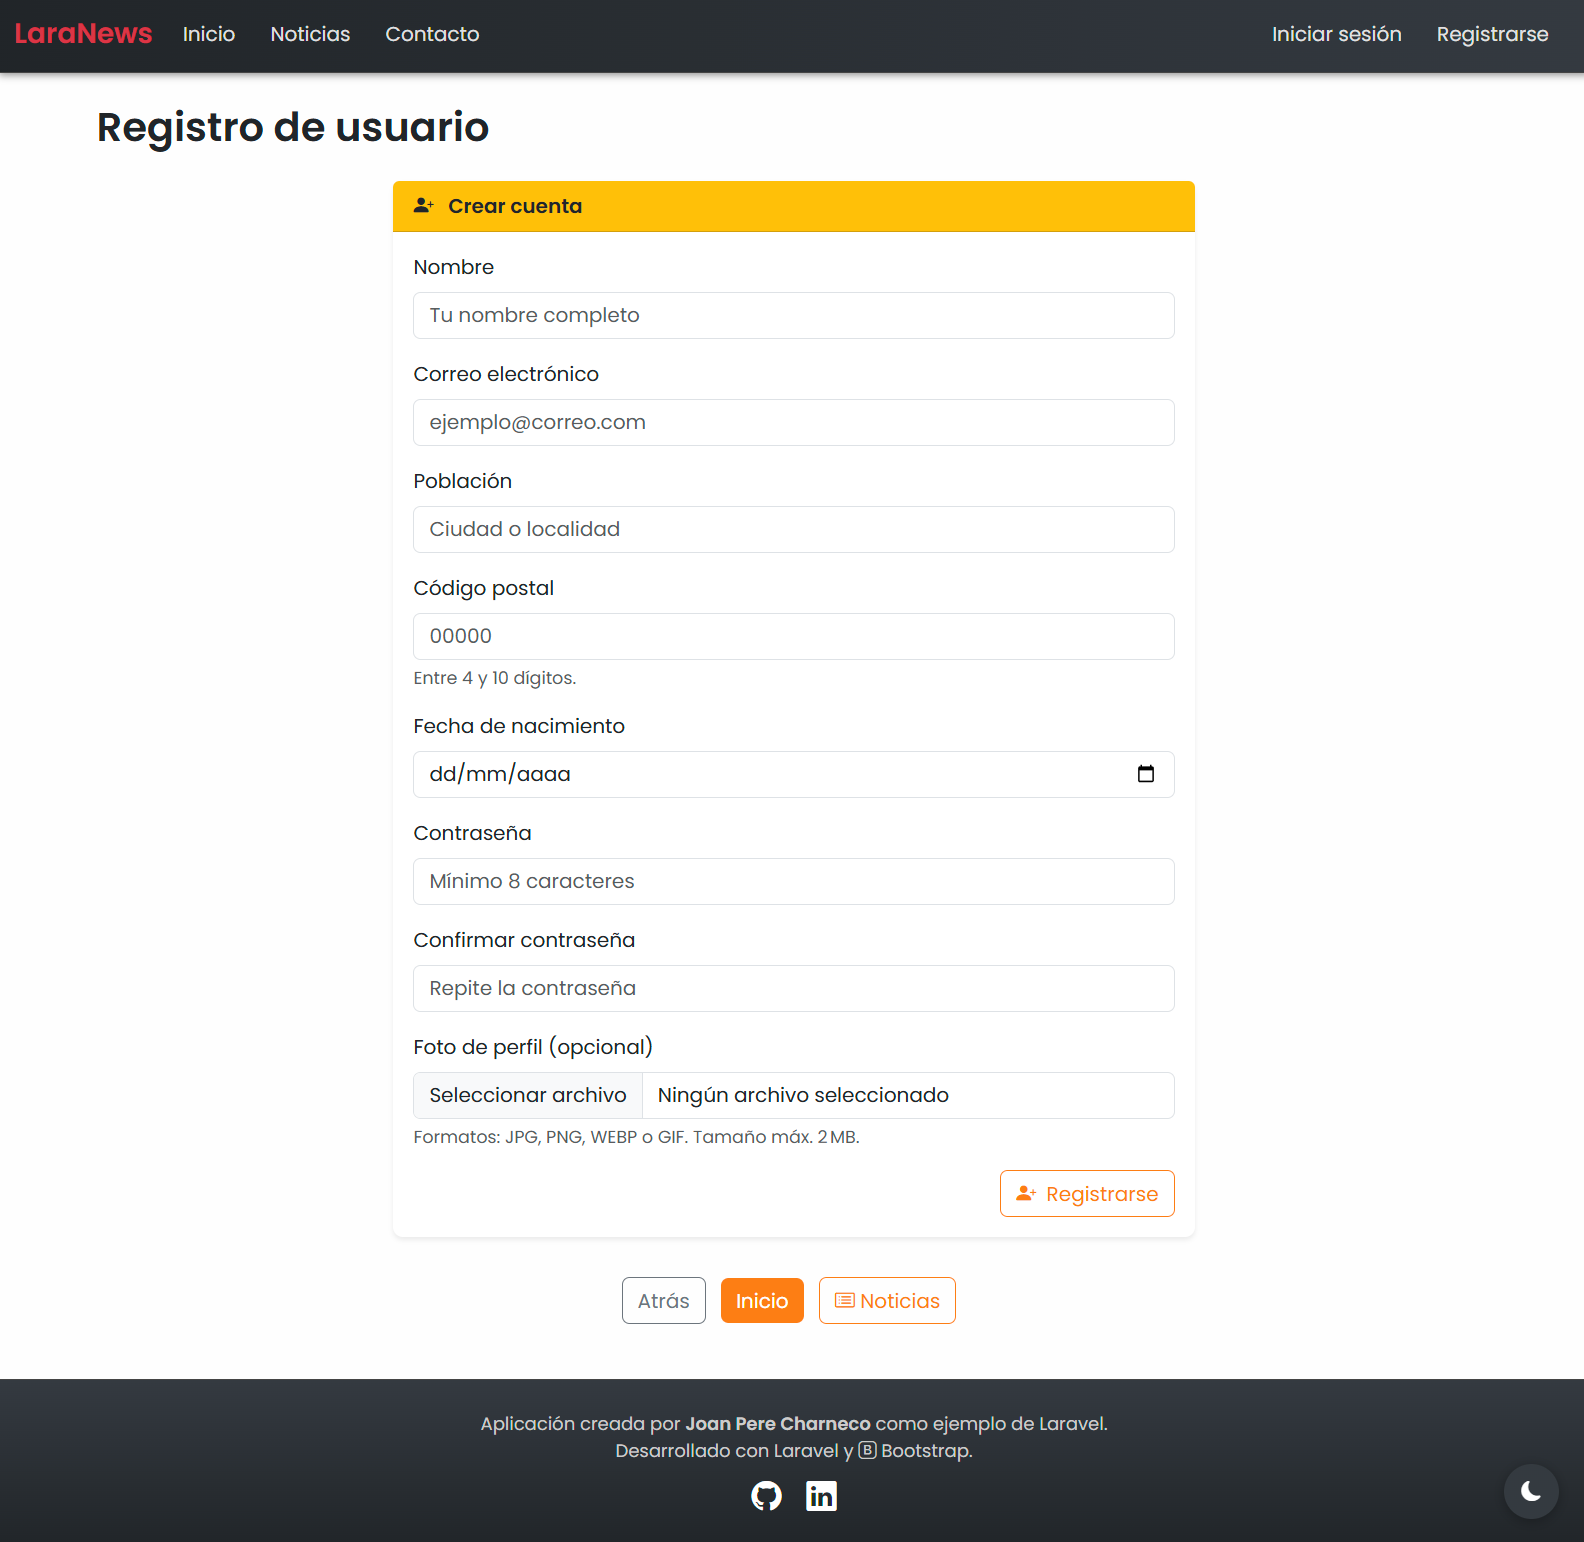 LaraNews Inicio Noticias Contacto Iniciar sesión Registrarse
Registro de usuario
Crear cuenta
Nombre
Tu nombre completo
Correo electrónico
ejemplo@correo.com
Población
Ciudad o localidad
Código postal
00000
Entre 4 y 10 dígitos.
Fecha de nacimiento
dd/mm/aaaa
Contraseña
Mínimo 8 caracteres
Confirmar contraseña
Repite la contraseña
Foto de perfil (opcional)
Seleccionar archivo Ningún archivo seleccionado
Formatos: JPG, PNG, WEBP o GIF. Tamaño máx. 2 MB.
Registrarse
Atrás Inicio Noticias
Aplicación creada por Joan Pere Charneco como ejemplo de Laravel.
Desarrollado con Laravel y B Bootstrap.
in